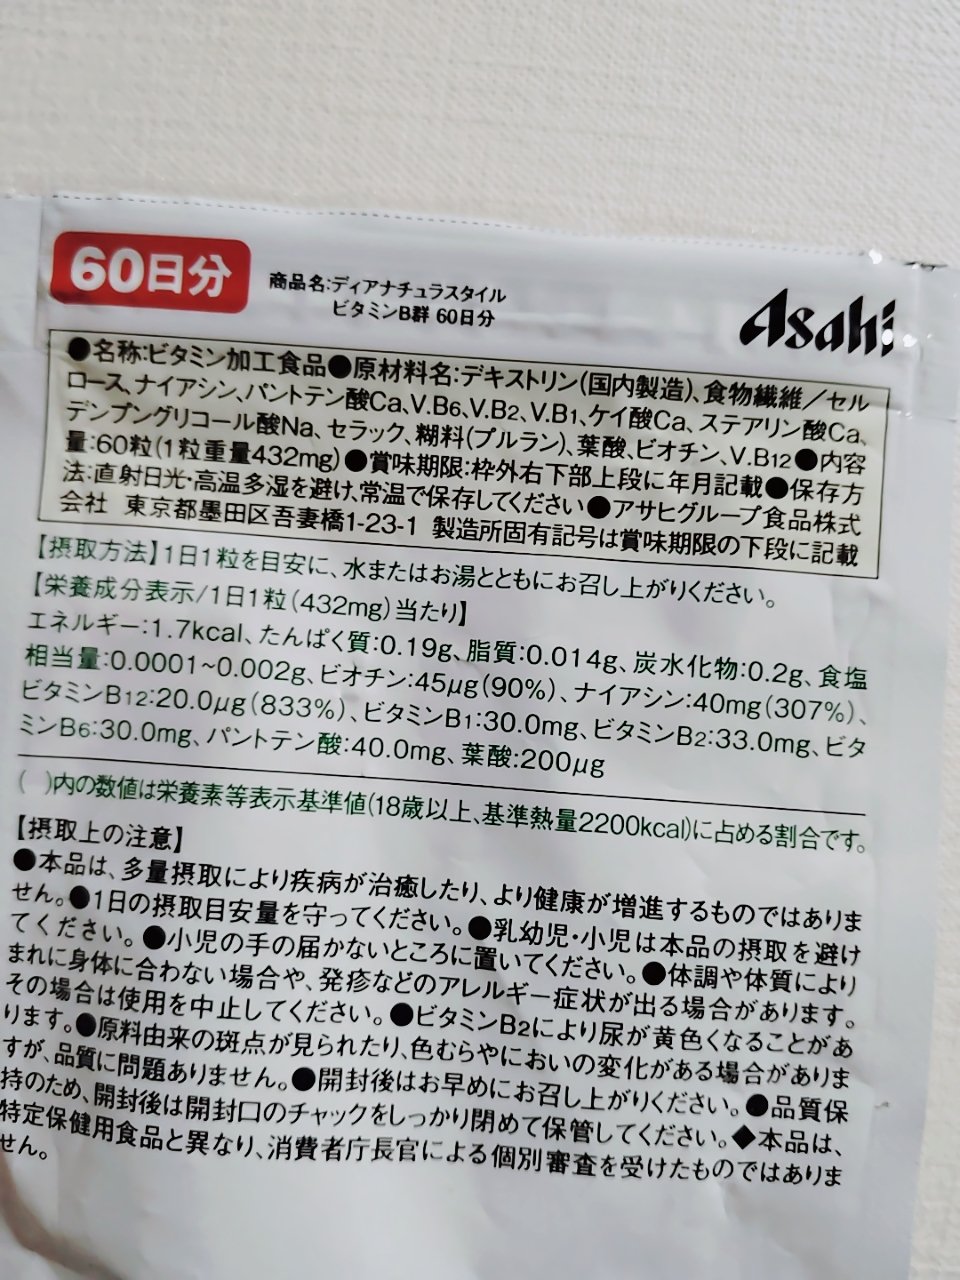 60日分
商品名:ディアナチュラスタイル
ビタミンB群 60日分
Asahi
●名称:ビタミン加工食品●原材料名:デキストリン(国内製造)、食物繊維/セル
ロース、ナイアシン、パントテン酸Ca、V.B6、V.B2、V.B1、ケイ酸Ca、ステアリン酸Ca、
デンプングリコール酸Na、セラック、糊料(プルラン)、葉酸、ビオチン、V.B12●内容
量:60粒(1粒重量432mg)●賞味期限:枠外右下部上段に年月記載●保存方
法:直射日光・高温多湿を避け、常温で保存してください●アサヒグループ食品株式
会社 東京都墨田区吾妻橋1-23-1 製造所固有記号は賞味期限の下段に記載
【摂取方法】1日1粒を目安に、水またはお湯とともにお召し上がりください。
【栄養成分表示/1日1粒(432mg)当たり】
エネルギー:1.7kcal、たんぱく質:0.19g、脂質:0.014g、炭水化物:0.2g、食塩
相当量:0.0001~0.002g、ビオチン:45μg(90%)、ナイアシン:40mg(307%)、
ビタミンB12:20.0μg(833%)、ビタミンB1:30.0mg、ビタミンB2:33.0mg、ビタ
ミンB6:30.0mg、パントテン酸:40.0mg、葉酸:200μg
( )内の数値は栄養素等表示基準値(18歳以上、基準熱量2200kcal)に占める割合です。
【摂取上の注意】
●本品は、多量摂取により疾病が治癒したり、より健康が増進するものではありま
せん。●1日の摂取目安量を守ってください。●乳幼児・小児は本品の摂取を避け
てください。●小児の手の届かないところに置いてください。●体調や体質により
まれに身体に合わない場合や、発疹などのアレルギー症状が出る場合があります。
その場合は使用を中止してください。●ビタミンB2により尿が黄色くなることがあ
ります。●原料由来の斑点が見られたり、色むらやにおいの変化がある場合がありま
すが、品質に問題ありません。●開封後はお早めにお召し上がりください。●品質保
持のため、開封後は開封口のチャックをしっかり閉めて保管してください。◆本品は、
特定保健用食品と異なり、消費者庁長官による個別審査を受けたものではありま
せん。